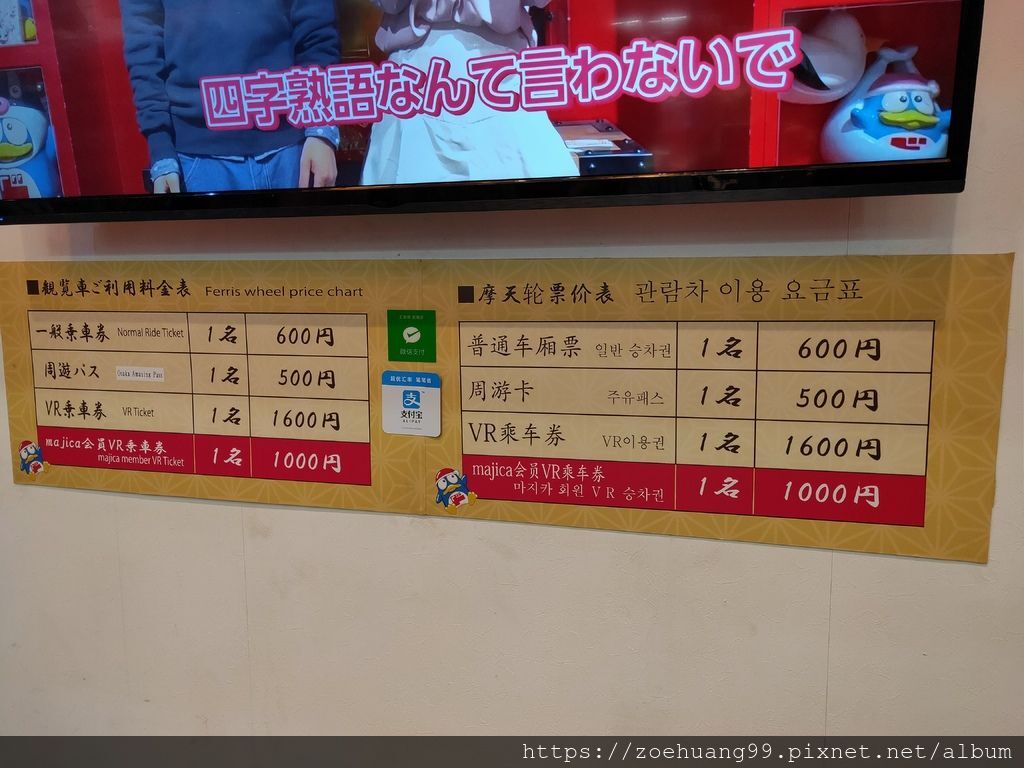 四字熟語なんて言わないで
■観覧車ご利用料金表 Ferris wheel price chart
一般乗車券 Normal Ride Ticket 1名 600円
周遊パス Osaka Amazing Pass 1名 500円
VR乗車券 VR Ticket 1名 1600円
majica会員VR乗車券 1名 1000円
majica member VR Ticket
微信支付
支付宝
ALIPAY
■摩天轮票价表 관람차 이용 요금표
普通车厢票 일반 승차권 1名 600円
周游卡 주유패스 1名 500円
VR乘车券 VR이용권 1名 1600円
majica会员VR乘车券 1名 1000円
마지카 회원 VR 승차권
https://zoehuang99.pixnet.net/album